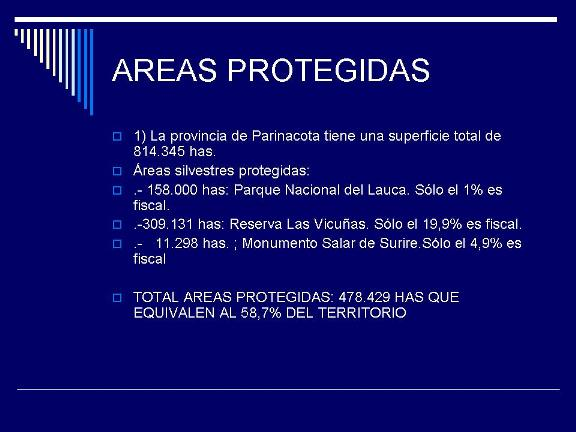 AREAS PROTEGIDAS
1) La provincia de Parinacota tiene una superficie total de
814.345 has.
Áreas silvestres protegidas:
. - 158.000 has: Parque Nacional del Lauca. Sólo el 1% es
fiscal.
. -309.131 has: Reserva Las Vicuñas. Sólo el 19,9% es fiscal.
. -   11.298 has. ; Monumento Salar de Surire.Sólo el 4,9% es
fiscal
TOTAL AREAS PROTEGIDAS: 478.429 HAS QUE
EQUIVALEN AL 58,7% DEL TERRITORIO